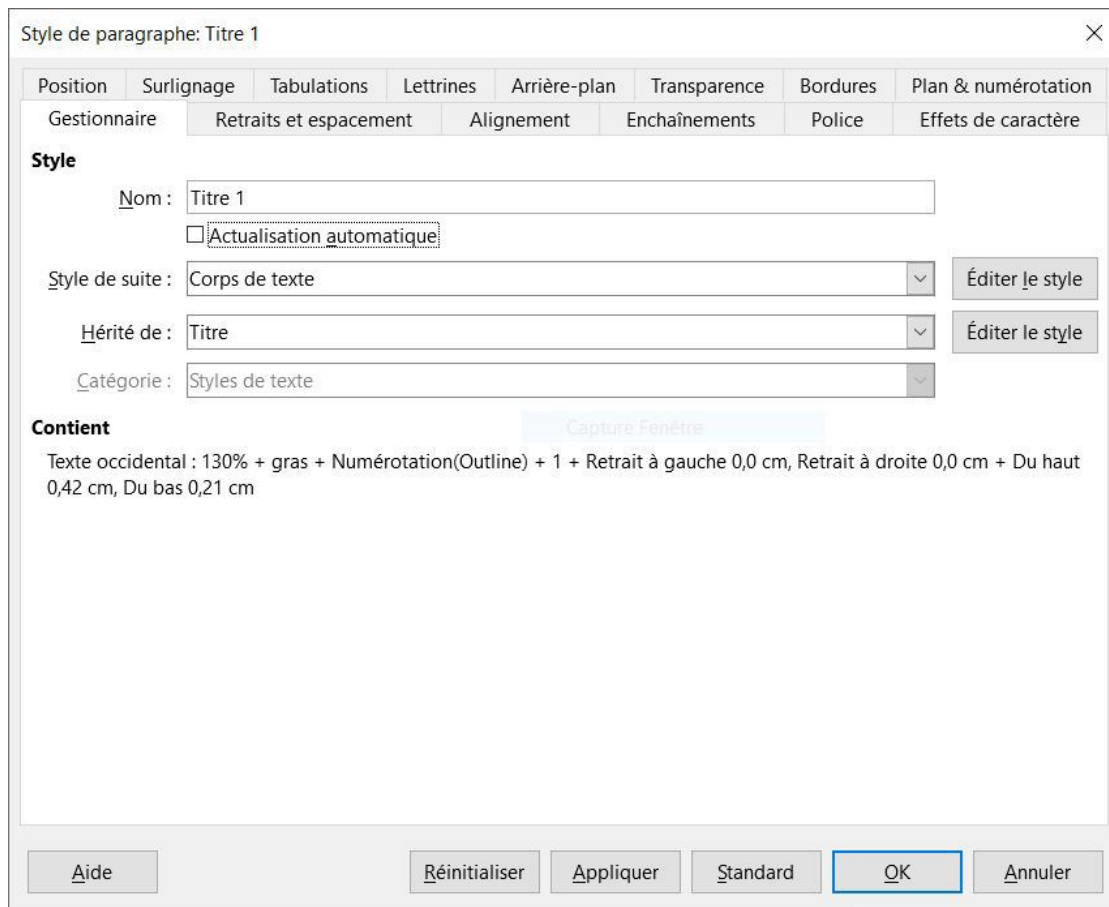 Style de paragraphe: Titre 1
Position Surlignage Tabulations Lettrines Arrière-plan Transparence Bordures Plan & numérotation
Gestionnaire Retraits et espacement Alignement Enchaînements Police Effets de caractère
Style
Nom : Titre 1
Actualisation automatique
Style de suite : Corps de texte Éditer le style
Hérité de : Titre Éditer le style
Catégorie : Styles de texte
Contient
Capture Fenêtre
Texte occidental : 130% + gras + Numérotation(Outline) + 1 + Retrait à gauche 0,0 cm, Retrait à droite 0,0 cm + Du haut
0,42 cm, Du bas 0,21 cm
Aide Réinitialiser Appliquer Standard OK Annuler